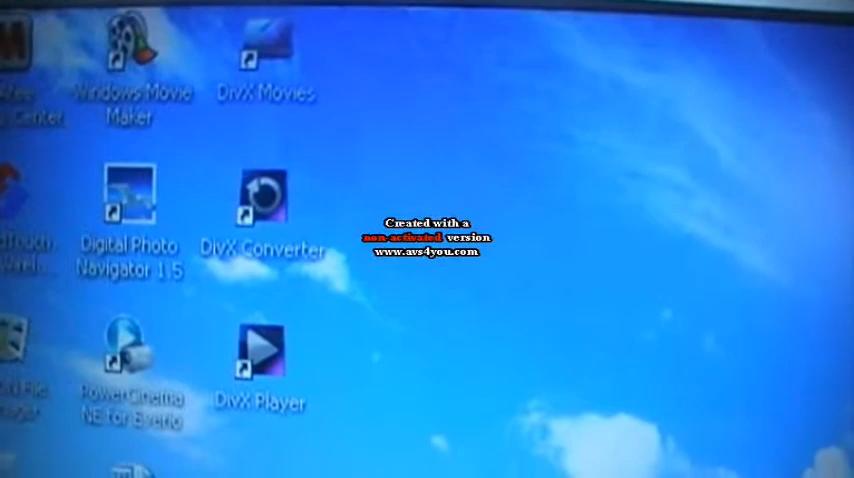 Windows Movie
Maker
DivX Movies
Center
Digital Photo
Navigator 1.5
DivX Converter
Created with a
non-activated version
www.avs4you.com
PowerCinema
NE for Everio
DivX Player